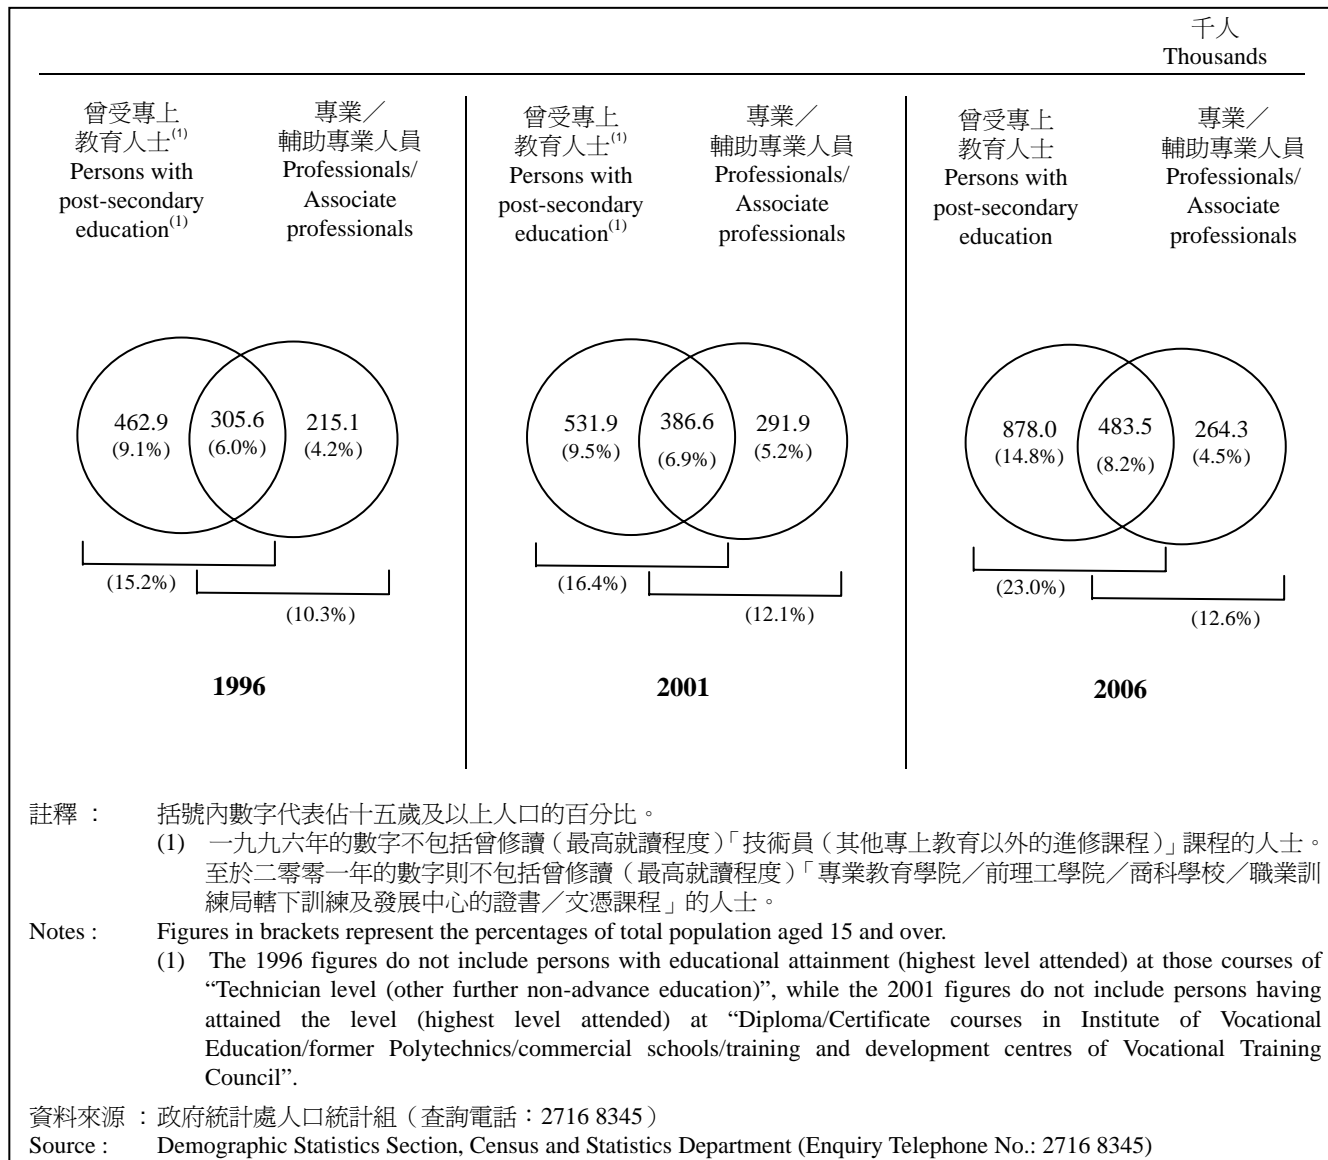 千人
Thousands
曾受專上
教育人士(1)
Persons with
post-secondary
education(1)
專業／
輔助專業人員
Professionals/
Associate
professionals
曾受專上
教育人士(1)
Persons with
post-secondary
education(1)
專業／
輔助專業人員
Professionals/
Associate
professionals
曾受專上
教育人士
Persons with
post-secondary
education
專業／
輔助專業人員
Professionals/
Associate
professionals
462.9
(9.1%)
305.6
(6.0%)
215.1
(4.2%)
(15.2%)
(10.3%)
1996
531.9
(9.5%)
386.6
(6.9%)
291.9
(5.2%)
(16.4%)
(12.1%)
2001
878.0
(14.8%)
483.5
(8.2%)
264.3
(4.5%)
(23.0%)
(12.6%)
2006
註釋 : 括號內數字代表佔十五歲及以上人口的百分比。
(1) 一九九六年的數字不包括曾修讀（最高就讀程度）「技術員（其他專上教育以外的進修課程）」課程的人士。
至於二零零一年的數字則不包括曾修讀（最高就讀程度）「專業教育學院／前理工學院／商科學校／職業訓
練局轄下訓練及發展中心的證書／文憑課程」的人士。
Notes : Figures in brackets represent the percentages of total population aged 15 and over.
(1) The 1996 figures do not include persons with educational attainment (highest level attended) at those courses of
“Technician level (other further non-advance education)”, while the 2001 figures do not include persons having
attained the level (highest level attended) at “Diploma/Certificate courses in Institute of Vocational
Education/former Polytechnics/commercial schools/training and development centres of Vocational Training
Council”.
資料來源 : 政府統計處人口統計組（查詢電話：2716 8345）
Source : Demographic Statistics Section, Census and Statistics Department (Enquiry Telephone No.: 2716 8345)